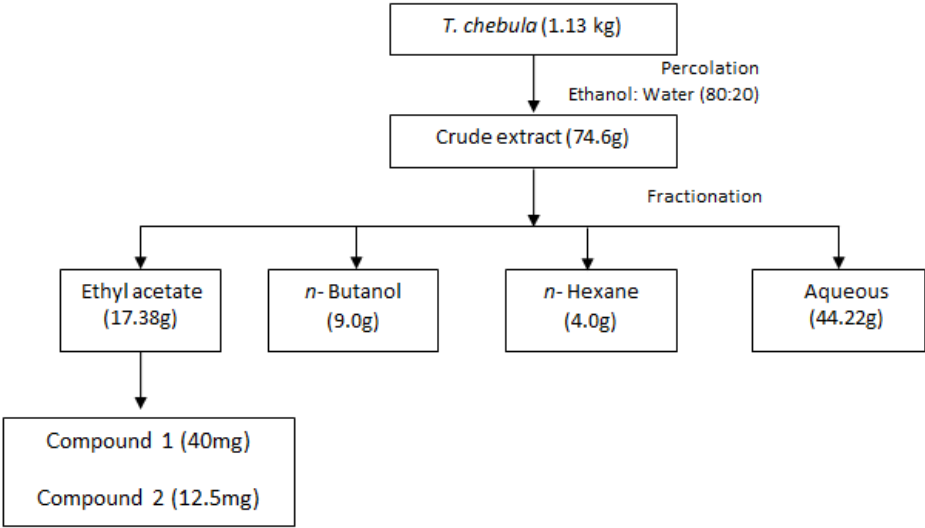 T. chebula (1.13 kg)
Percolation
Ethanol: Water (80:20)
Crude extract (74.6g)
Fractionation
Ethyl acetate
(17.38g)
n- Butanol
(9.0g)
n- Hexane
(4.0g)
Aqueous
(44.22g)
Compound 1 (40mg)
Compound 2 (12.5mg)